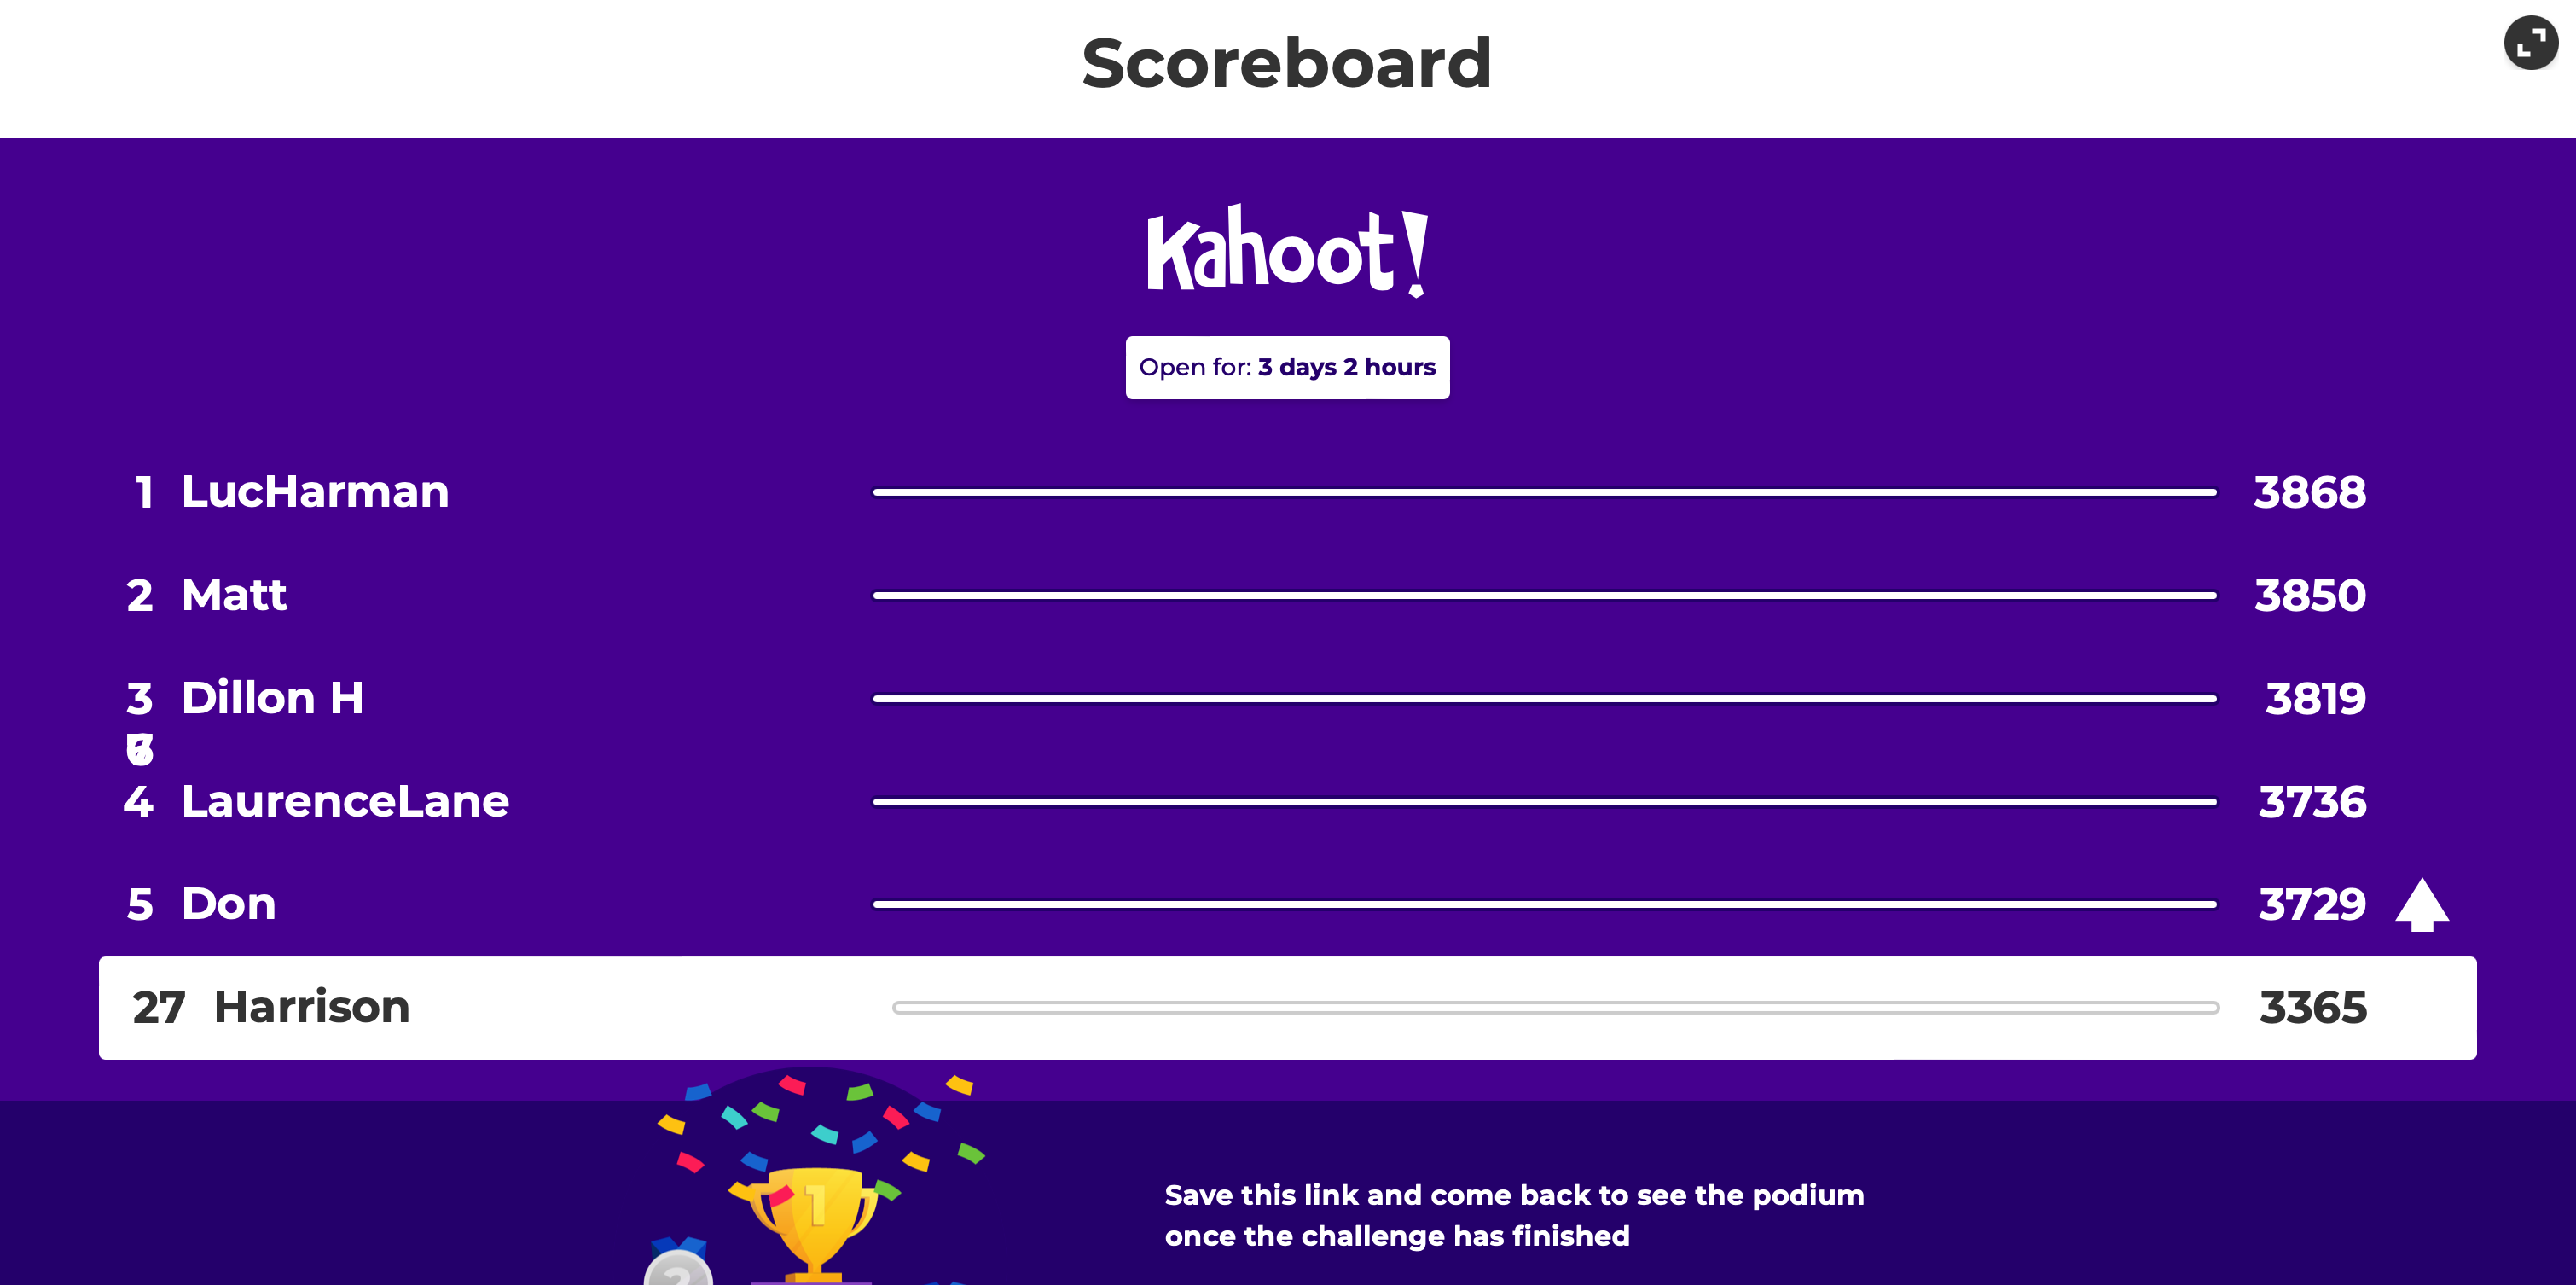 Scoreboard
Kahoot!
Open for: 3 days 2 hours
1 LucHarman 3868
2 Matt 3850
3 Dillon H 3819
4 LaurenceLane 3736
5 Don 3729
27 Harrison 3365
1
Save this link and come back to see the podium
once the challenge has finished
2